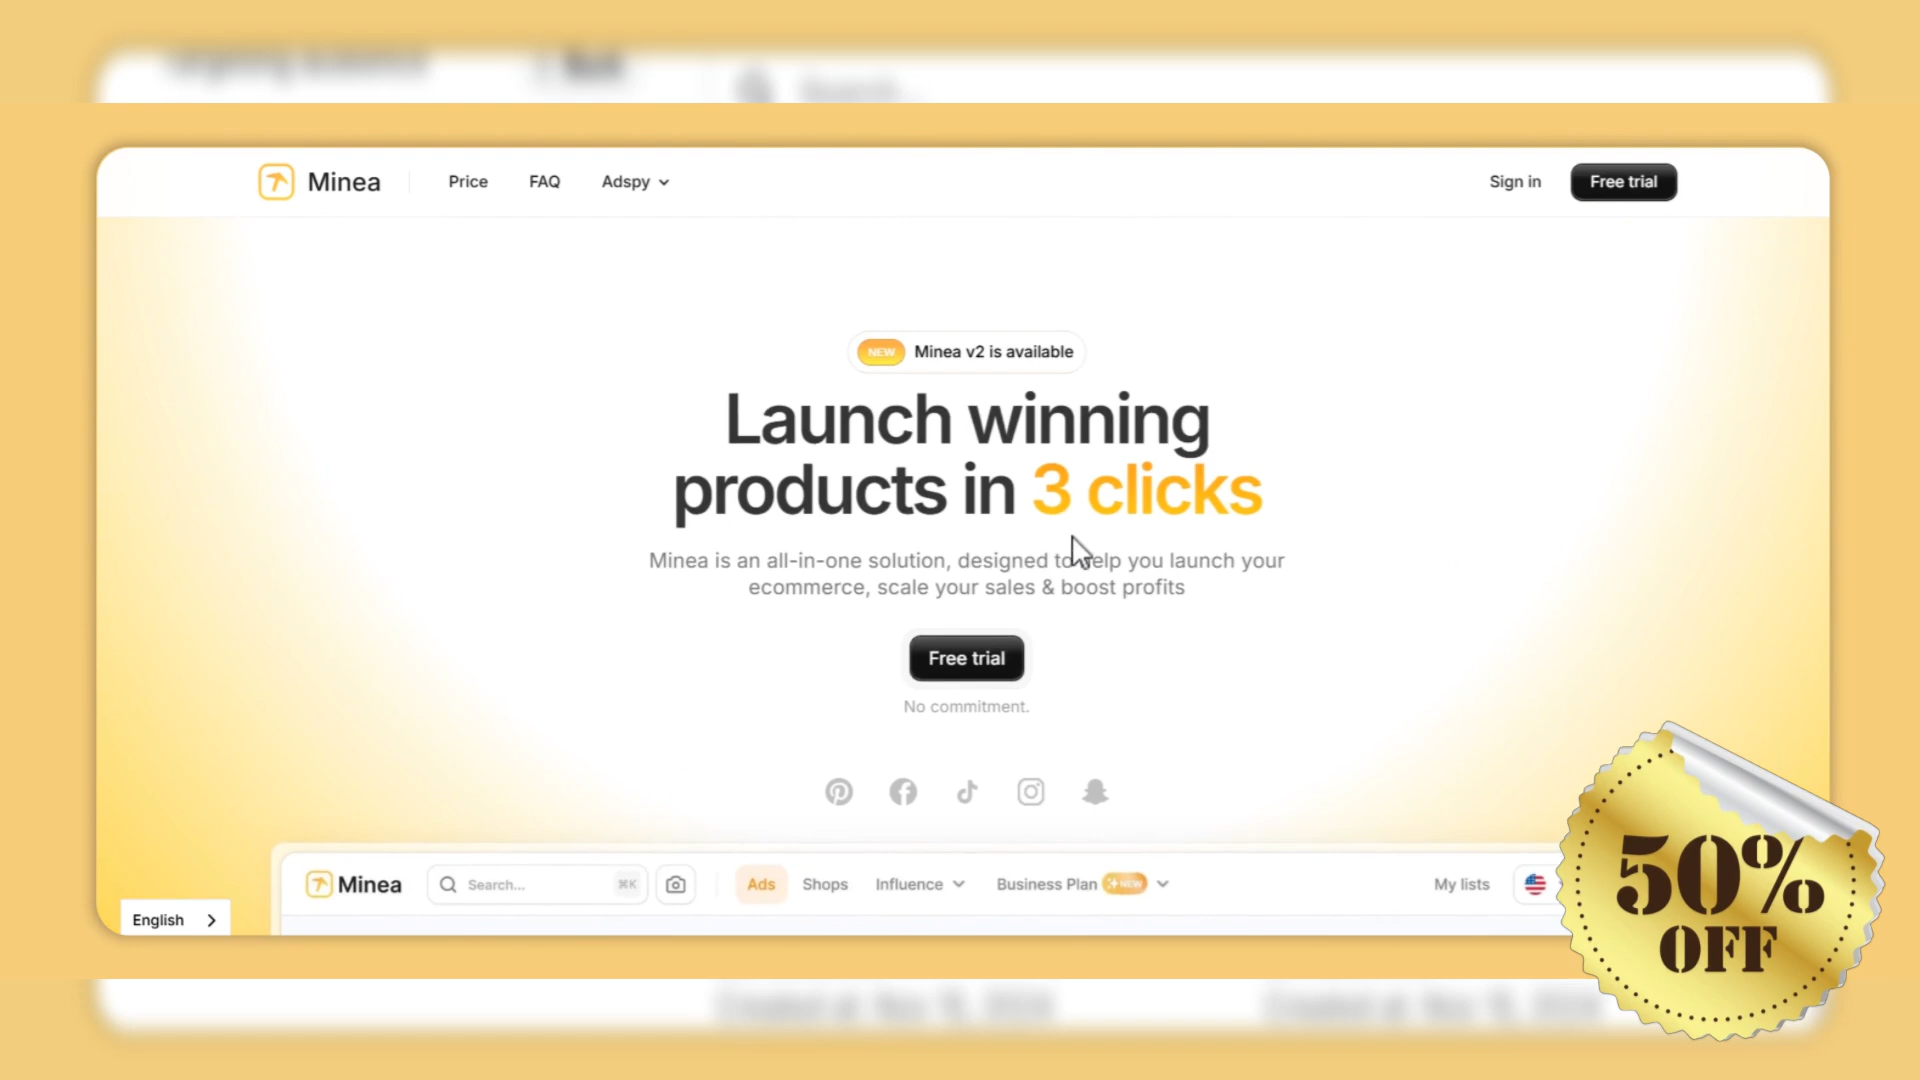 Minea
Price
FAQ
Adspy
Sign in
Free trial
NEW
Minea v2 is available
Launch winning
products in 3 clicks
Minea is an all-in-one solution, designed to help you launch your
ecommerce, scale your sales & boost profits
Free trial
No commitment.
Minea
Search...
⌘K
Ads
Shops
Influence
Business Plan
NEW
My lists
English
50%
OFF